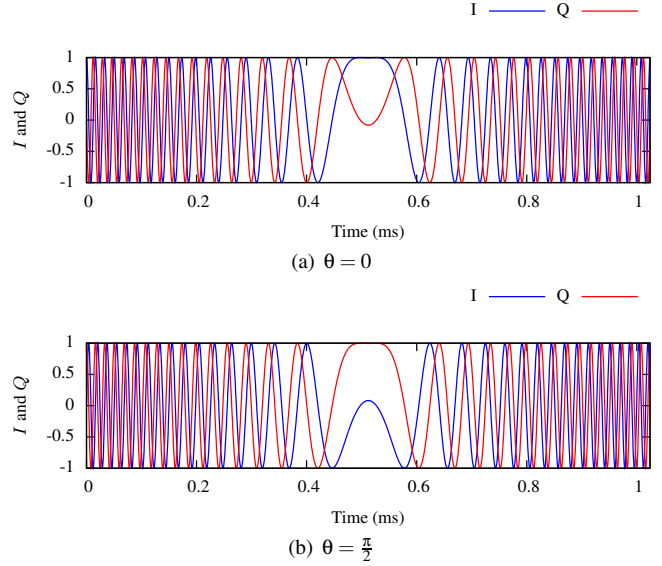 I Q
1
0.5
0
-0.5
-1
I and Q
0 0.2 0.4 0.6 0.8 1
Time (ms)
(a) θ = 0
I Q
1
0.5
0
-0.5
-1
I and Q
0 0.2 0.4 0.6 0.8 1
Time (ms)
(b) θ = π/2